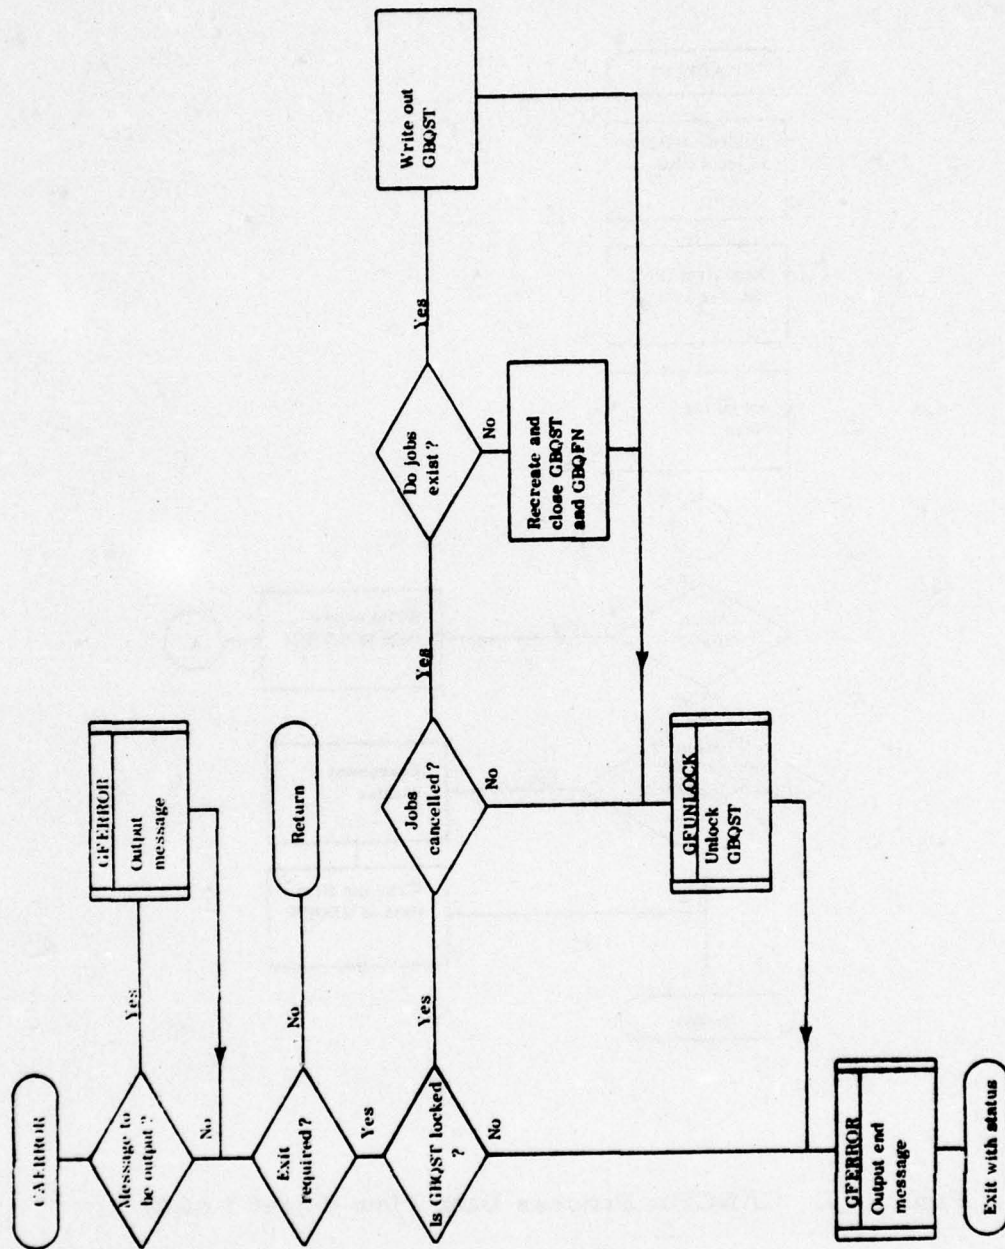 CAERROR
Message to
be output?
Yes
No
GFERROR
Output
message
Exit
required?
No
Yes
Return
Is GBQST locked
?
Yes
No
Jobs
cancelled?
Yes
No
Do jobs
exist?
Yes
No
Write out
GBQST
Recreate and
close GBQST
and GBQFN
GFUNLOCK
Unlock
GBQST
GFERROR
Output end
message
Exit with status